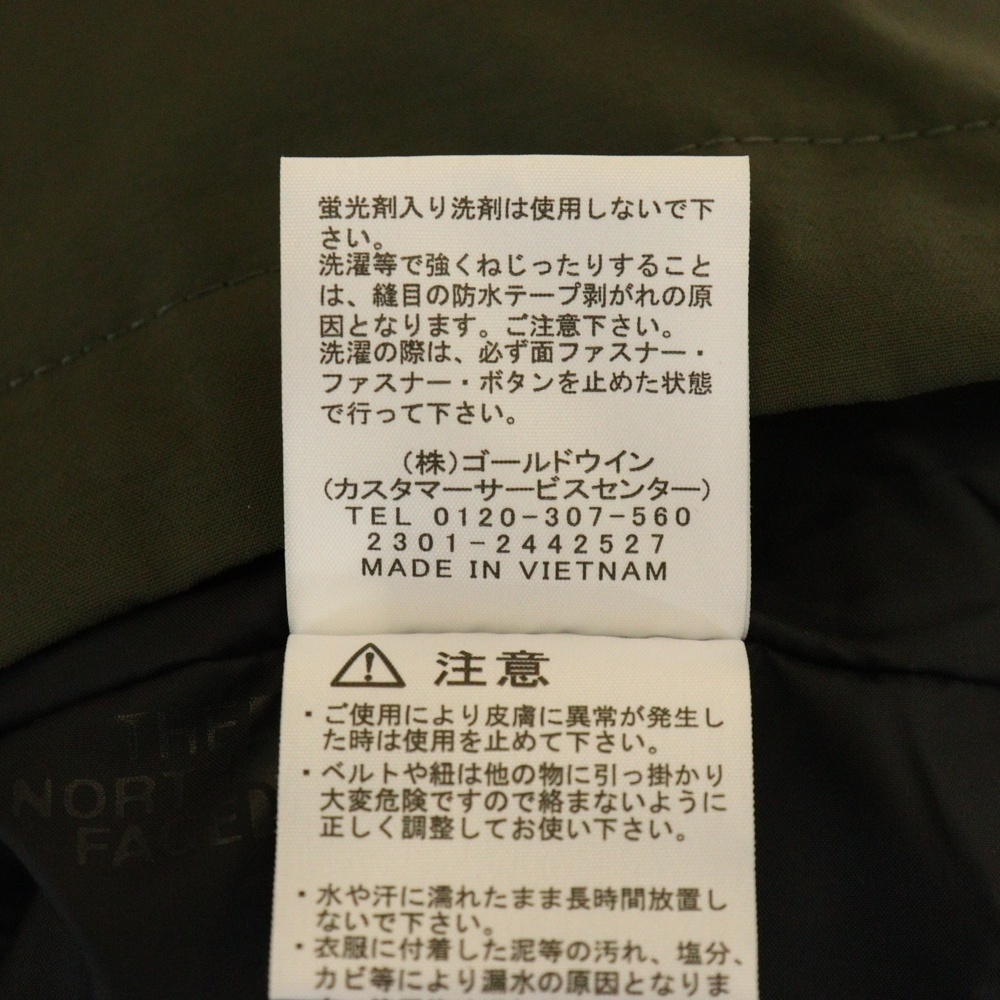 蛍光剤入り洗剤は使用しないで下
さい。
洗濯等で強くねじったりすること
は、縫目の防水テープ剥がれの原
因となります。ご注意下さい。
洗濯の際は、必ず面ファスナー・
ファスナー・ボタンを止めた状態
で行って下さい。
(株)ゴールドウイン
(カスタマーサービスセンター)
TEL 0120-307-560
2301-2442527
MADE IN VIETNAM
注意
・ご使用により皮膚に異常が発生し
た時は使用を止めて下さい。
・ベルトや紐は他の物に引っ掛かり
大変危険ですので絡まないように
正しく調整してお使い下さい。
・水や汗に濡れたまま長時間放置し
ないで下さい。
・衣服に付着した泥等の汚れ、塩分、
カビ等により漏水の原因となりま
THE
NORTH
FACE